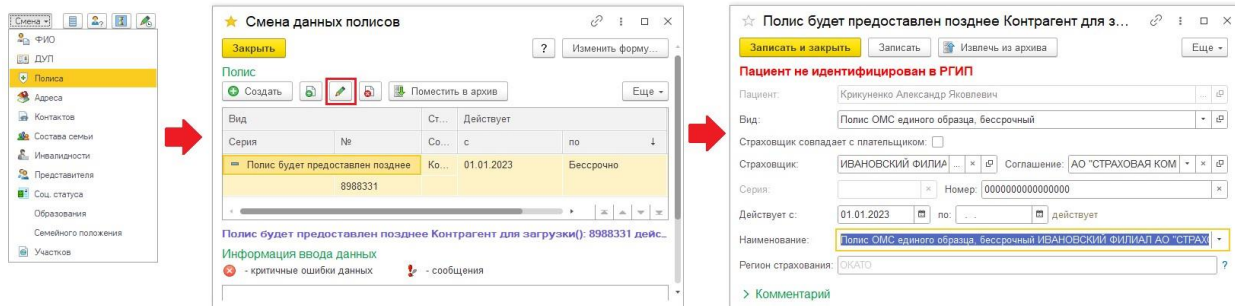 Смена
ФИО
ДУП
Полиса
Адреса
Контактов
Состава семьи
Инвалидности
Представителя
Соц. статуса
Образования
Семейного положения
Участков
Смена данных полисов
Закрыть ? Изменить форму...
Полис
Создать Поместить в архив Еще
Вид Ст... Действует
Серия № Со... с по
Полис будет предоставлен позднее Ко... 01.01.2023 Бессрочно
8988331
Полис будет предоставлен позднее Контрагент для загрузки(): 8988331 дейс...
Информация ввода данных
- критичные ошибки данных - сообщения
Полис будет предоставлен позднее Контрагент для з...
Записать и закрыть Записать Извлечь из архива Еще
Пациент не идентифицирован в РГИП
Пациент: Крикуненко Александр Яковлевич
Вид: Полис ОМС единого образца, бессрочный
Страховщик совпадает с плательщиком:
Страховщик: ИВАНОВСКИЙ ФИЛИА Соглашение: АО "СТРАХОВАЯ КОМ
Серия: Номер: 0000000000000000
Действует с: 01.01.2023 по: . . действует
Наименование: Полис ОМС единого образца, бессрочный ИВАНОВСКИЙ ФИЛИАЛ АО "СТРАХ
Регион страхования: ОКАТО ?
Комментарий